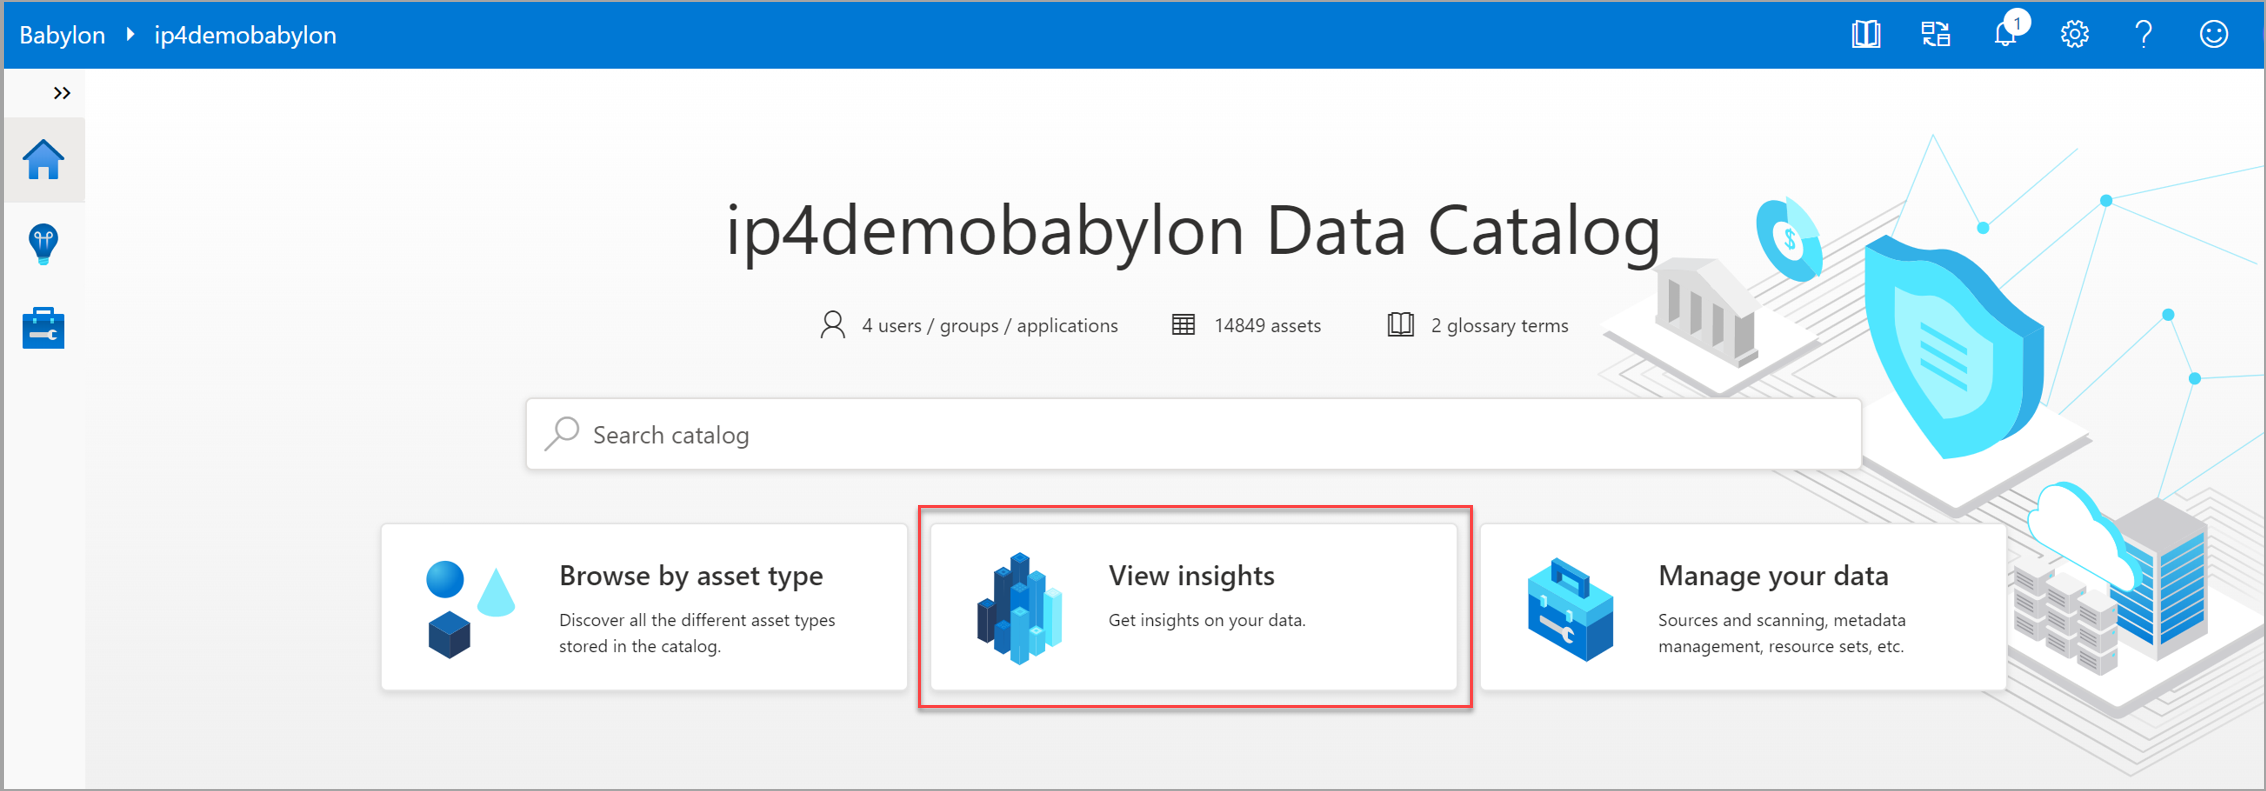 Babylon ip4demobabylon
1
ip4demobabylon Data Catalog
4 users / groups / applications 14849 assets 2 glossary terms
Search catalog
Browse by asset type
Discover all the different asset types
stored in the catalog.
View insights
Get insights on your data.
Manage your data
Sources and scanning, metadata
management, resource sets, etc.